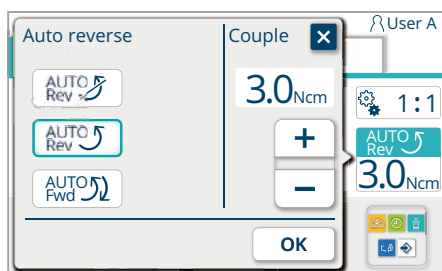 User A
Auto reverse
Couple
AUTO
Rev
3.0Ncm
AUTO
Rev
+
AUTO
Fwd
−
OK
1:1
AUTO
Rev
3.0Ncm